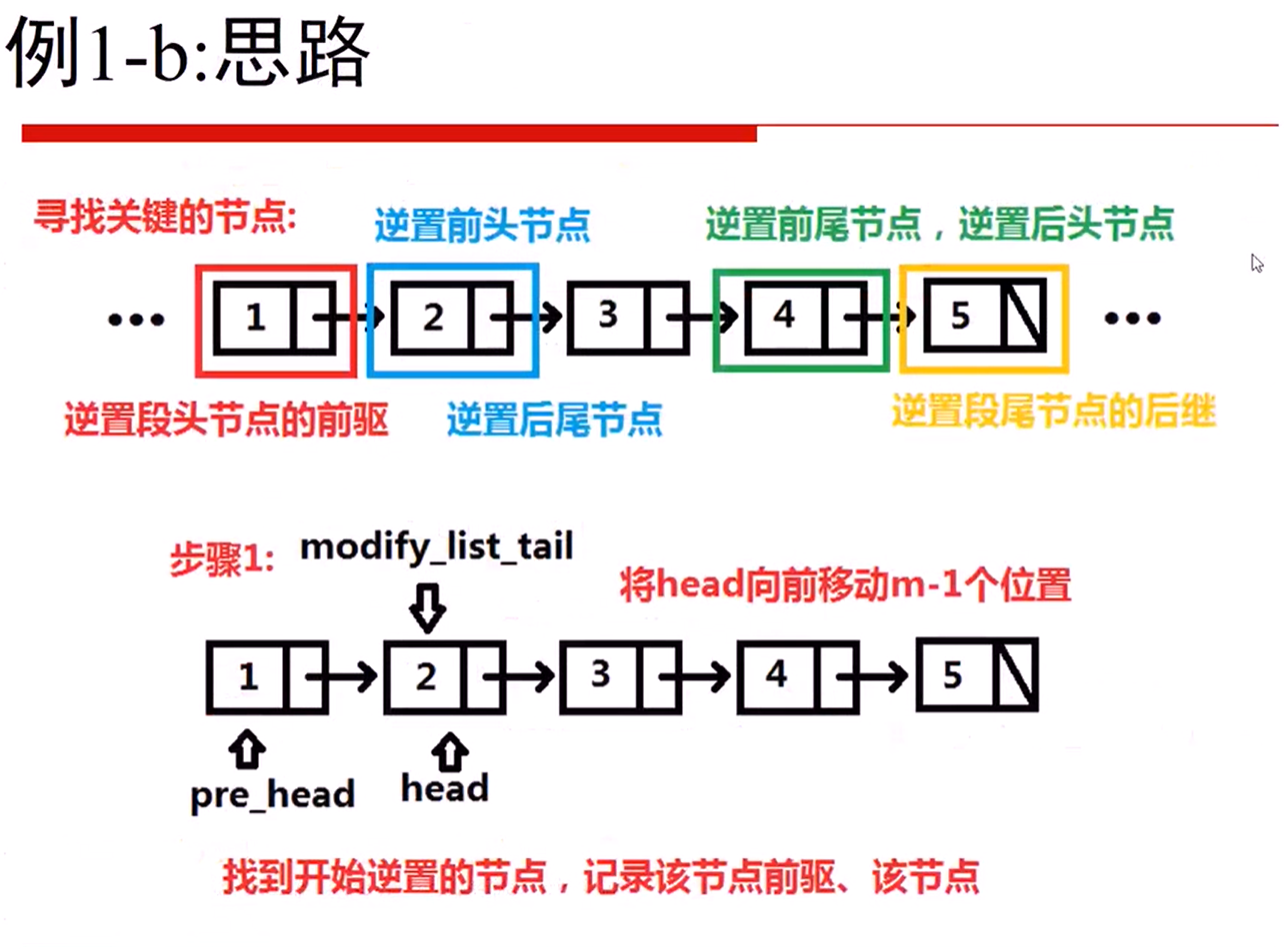 例1-b:思路
寻找关键的节点:
逆置前头节点
逆置前尾节点，逆置后头节点
••• 1 2 3 4 5 •••
逆置段头节点的前驱
逆置后尾节点
逆置段尾节点的后继
步骤1:
modify_list_tail
将head向前移动m-1个位置
1 2 3 4 5
pre_head
head
找到开始逆置的节点，记录该节点前驱、该节点